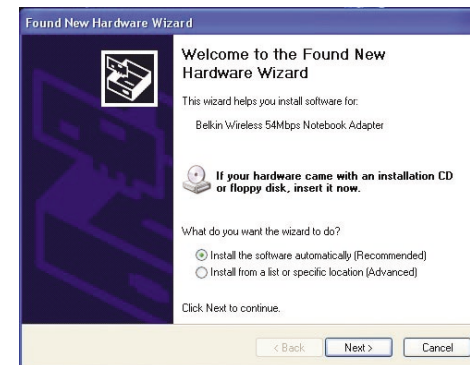 Found New Hardware Wizard
Welcome to the Found New
Hardware Wizard
This wizard helps you install software for:
Belkin Wireless 54Mbps Notebook Adapter
If your hardware came with an installation CD
or floppy disk, insert it now.
What do you want the wizard to do?
Install the software automatically (Recommended)
Install from a list or specific location (Advanced)
Click Next to continue.
< Back Next > Cancel